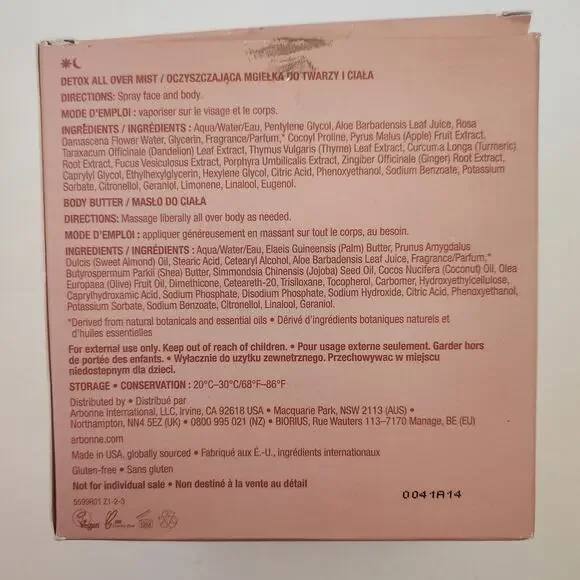 DETOX ALL OVER MIST / OCZYSZCZAJĄCA MGIEŁKA DO TWARZY I CIAŁA
DIRECTIONS: Spray face and body.
MODE D'EMPLOI : vaporiser sur le visage et le corps.
INGREDIENTS / INGRÉDIENTS : Aqua/Water/Eau, Pentylene Glycol, Aloe Barbadensis Leaf Juice, Rosa
Damascena Flower Water, Glycerin, Fragrance/Parfum,* Cocoyl Proline, Pyrus Malus (Apple) Fruit Extract,
Taraxacum Officinale (Dandelion) Leaf Extract, Thymus Vulgaris (Thyme) Leaf Extract, Curcuma Longa (Turmeric)
Root Extract, Fucus Vesiculosus Extract, Porphyra Umbilicalis Extract, Zingiber Officinale (Ginger) Root Extract,
Caprylyl Glycol, Ethylhexylglycerin, Hexylene Glycol, Citric Acid, Phenoxyethanol, Sodium Benzoate, Potassium
Sorbate, Citronellol, Geraniol, Limonene, Linalool, Eugenol.
BODY BUTTER / MASŁO DO CIAŁA
DIRECTIONS: Massage liberally all over body as needed.
MODE D'EMPLOI : appliquer généreusement en massant sur tout le corps, au besoin.
INGREDIENTS / INGRÉDIENTS : Aqua/Water/Eau, Elaeis Guineensis (Palm) Butter, Prunus Amygdalus
Dulcis (Sweet Almond) Oil, Stearic Acid, Cetearyl Alcohol, Aloe Barbadensis Leaf Juice, Fragrance/Parfum,*
Butyrospermum Parkii (Shea) Butter, Simmondsia Chinensis (Jojoba) Seed Oil, Cocos Nucifera (Coconut) Oil, Olea
Europaea (Olive) Fruit Oil, Dimethicone, Ceteareth-20, Trisiloxane, Tocopherol, Carbomer, Hydroxyethylcellulose,
Caprylhydroxamic Acid, Sodium Phosphate, Disodium Phosphate, Sodium Hydroxide, Citric Acid, Phenoxyethanol,
Potassium Sorbate, Sodium Benzoate, Citronellol, Linalool, Geraniol.
*Derived from natural botanicals and essential oils • Dérivé d'ingrédients botaniques naturels et
d'huiles essentielles
For external use only. Keep out of reach of children. • Pour usage externe seulement. Garder hors
de portée des enfants. • Wyłacznie do uzytku zewnetrznego. Przechowywac w miejscu
niedostepnym dla dzieci.
STORAGE • CONSERVATION : 20°C–30°C/68°F–86°F
Distributed by • Distribué par
Arbonne International, LLC, Irvine, CA 92618 USA • Macquarie Park, NSW 2113 (AUS) •
Northampton, NN4 5EZ (UK) • 0800 995 021 (NZ) • BIORIUS, Rue Wauters 113–7170 Manage, BE (EU)
arbonne.com
Made in USA, globally sourced • Fabriqué aux É.-U., ingrédients internationaux
Gluten-free • Sans gluten
Not for individual sale • Non destiné à la vente au détail
5599R01 Z1-2-3
0041A14